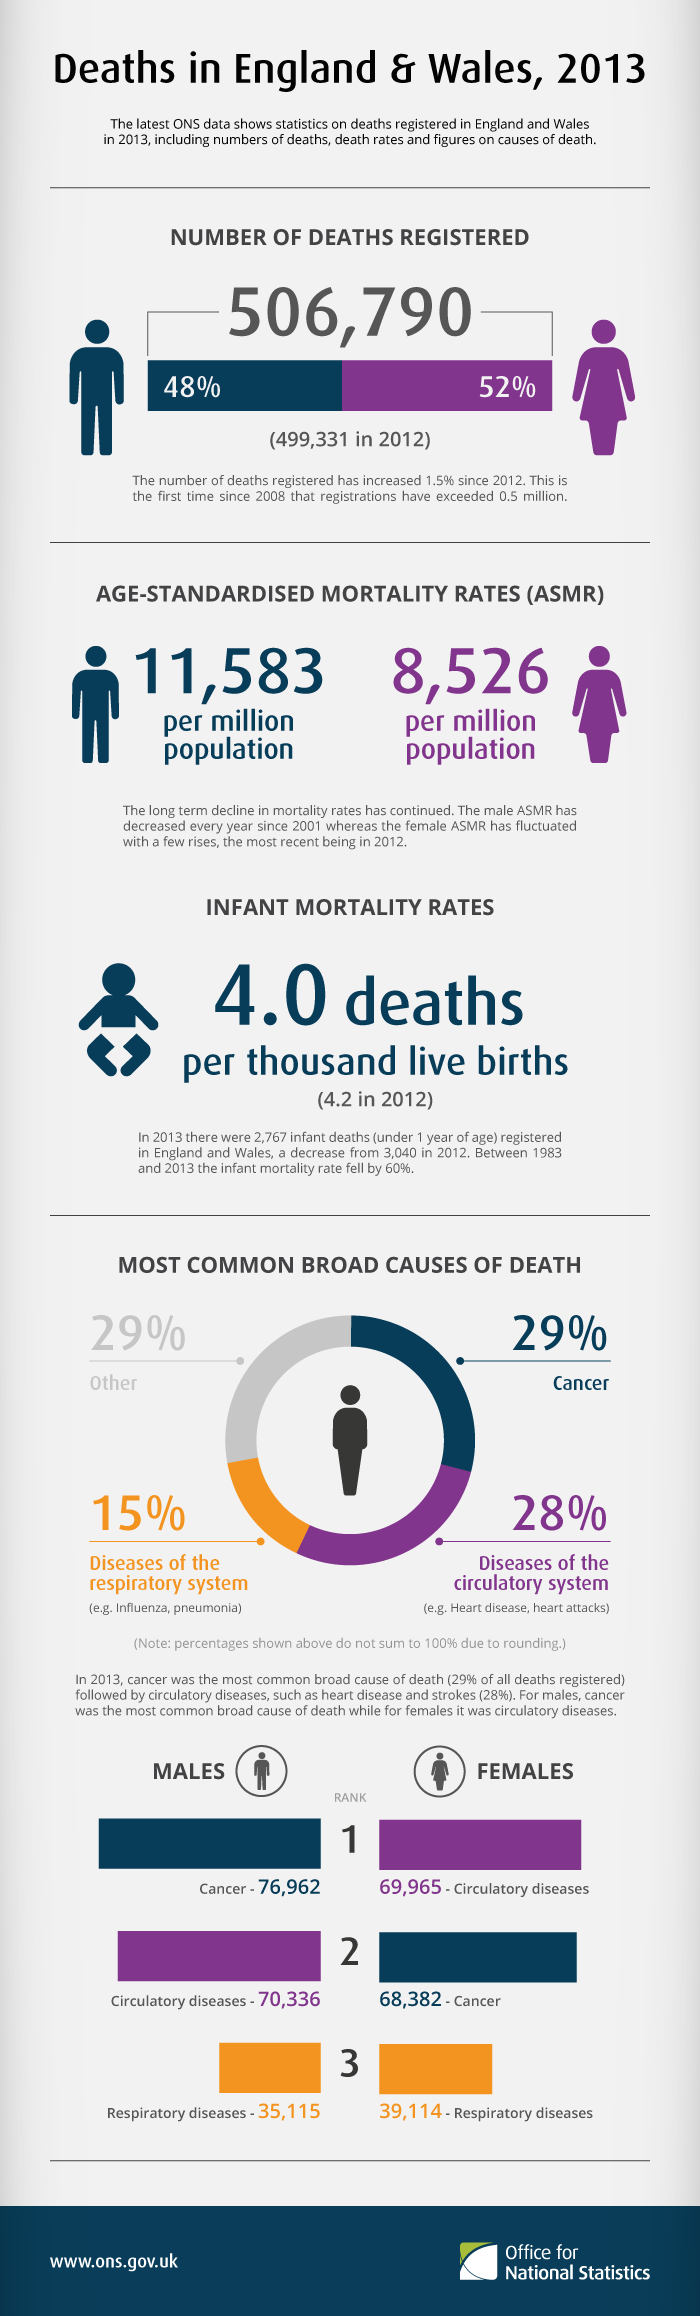 Deaths in England & Wales, 2013
The latest ONS data shows statistics on deaths registered in England and Wales
in 2013, including numbers of deaths, death rates and figures on causes of death.
NUMBER OF DEATHS REGISTERED
506,790
48%
52%
(499,331 in 2012)
The number of deaths registered has increased 1.5% since 2012. This is
the first time since 2008 that registrations have exceeded 0.5 million.
AGE-STANDARDISED MORTALITY RATES (ASMR)
11,583
per million
population
8,526
per million
population
The long term decline in mortality rates has continued. The male ASMR has
decreased every year since 2001 whereas the female ASMR has fluctuated
with a few rises, the most recent being in 2012.
INFANT MORTALITY RATES
4.0 deaths
per thousand live births
(4.2 in 2012)
In 2013 there were 2,767 infant deaths (under 1 year of age) registered
in England and Wales, a decrease from 3,040 in 2012. Between 1983
and 2013 the infant mortality rate fell by 60%.
MOST COMMON BROAD CAUSES OF DEATH
29%
Other
29%
Cancer
15%
Diseases of the
respiratory system
(e.g. Influenza, pneumonia)
28%
Diseases of the
circulatory system
(e.g. Heart disease, heart attacks)
(Note: percentages shown above do not sum to 100% due to rounding.)
In 2013, cancer was the most common broad cause of death (29% of all deaths registered)
followed by circulatory diseases, such as heart disease and strokes (28%). For males, cancer
was the most common broad cause of death while for females it was circulatory diseases.
MALES
FEMALES
RANK
1
Cancer - 76,962
69,965 - Circulatory diseases
2
Circulatory diseases - 70,336
68,382 - Cancer
3
Respiratory diseases - 35,115
39,114 - Respiratory diseases
www.ons.gov.uk
Office for
National Statistics